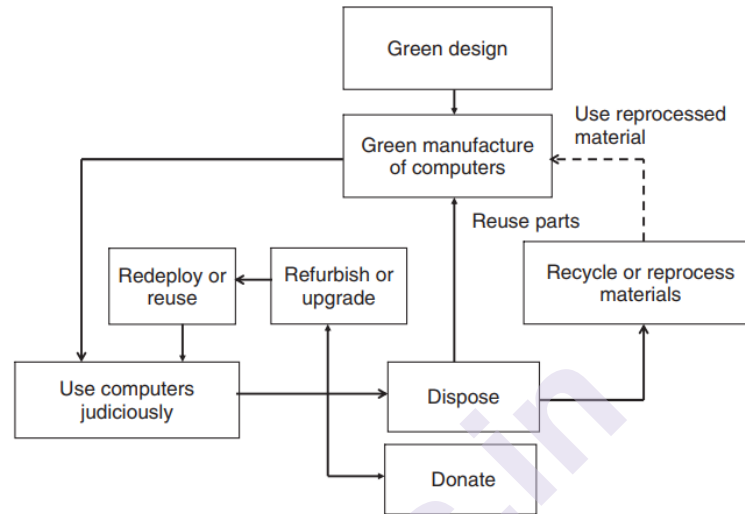 Green design
Use reprocessed
material
Green manufacture
of computers
Reuse parts
Redeploy or
reuse
Refurbish or
upgrade
Recycle or reprocess
materials
Use computers
judiciously
Dispose
Donate
s.in